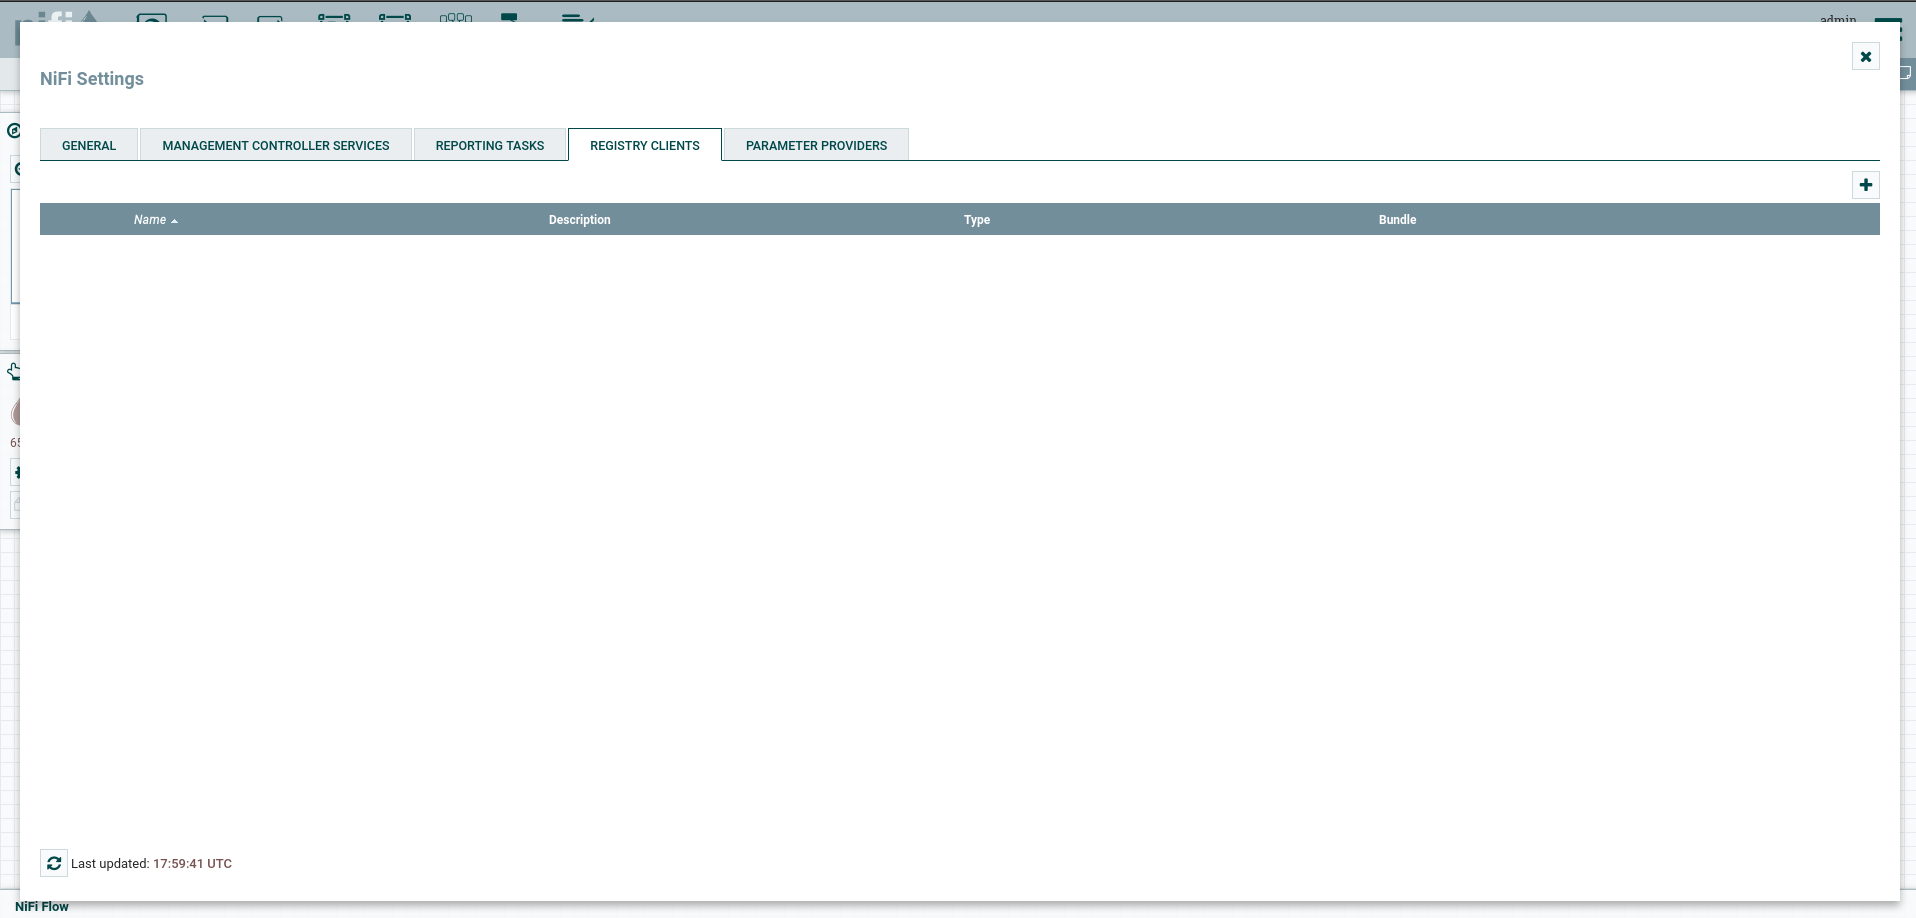 admin
NiFi Settings
GENERAL MANAGEMENT CONTROLLER SERVICES REPORTING TASKS REGISTRY CLIENTS PARAMETER PROVIDERS
Name Description Type Bundle
Last updated: 17:59:41 UTC
NiFi Flow